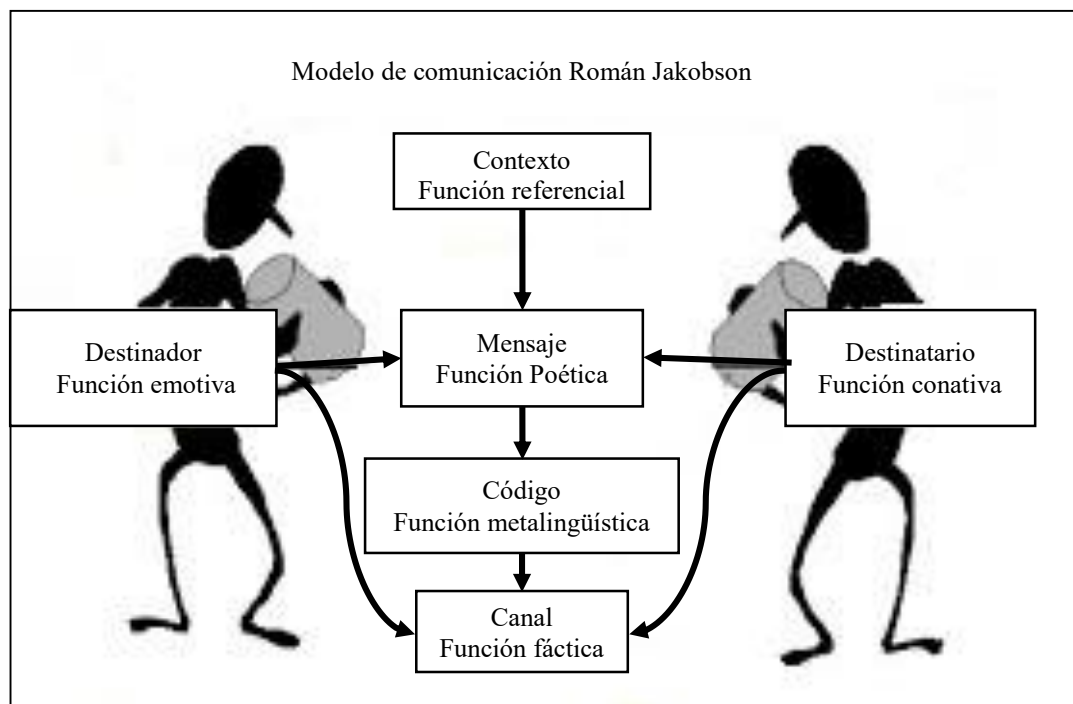 Modelo de comunicación Román Jakobson
Contexto
Función referencial
Destinador
Función emotiva
Mensaje
Función Poética
Destinatario
Función conativa
Código
Función metalingüística
Canal
Función fáctica